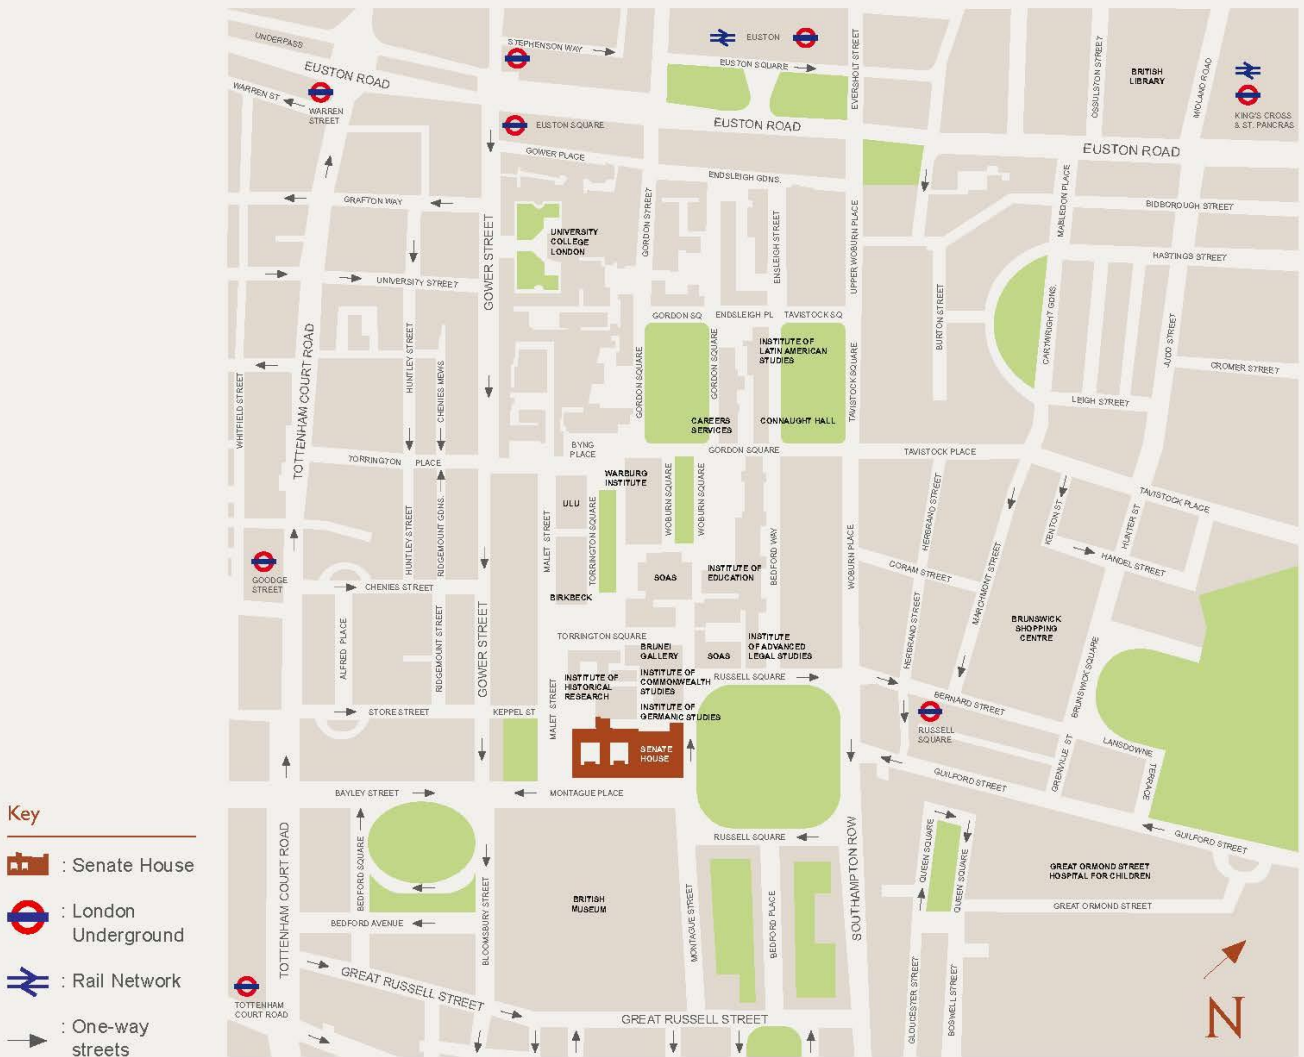 UNDERPASS
STEPHENSON WAY
EUSTON
EUSTON SQUARE
EVERSHOLT STREET
OSSULSTON STREET
BRITISH
LIBRARY
MIDLAND ROAD
EUSTON ROAD
WARREN ST
WARREN
STREET
EUSTON SQUARE
EUSTON ROAD
KING'S CROSS
& ST. PANCRAS
GOWER PLACE
EUSTON ROAD
ENDSLEIGH GDNS.
MABLEDON PLACE
GRAFTON WAY
GORDON STREET
UPPER WOBURN PLACE
BIDBOROUGH STREET
GOWER STREET
UNIVERSITY
COLLEGE
LONDON
ENSLEIGH STREET
HASTINGS STREET
UNIVERSITY STREET
BURTON STREET
CARTWRIGHT GDNS.
JUDD STREET
GORDON SQ
ENDSLEIGH PL
TAVISTOCK SQ
TOTTENHAM COURT ROAD
HUNTLEY STREET
CHENIES MEWS
GORDON SQUARE
GORDON SQUARE
INSTITUTE OF
LATIN AMERICAN
STUDIES
TAVISTOCK SQUARE
CROMER STREET
WHITFIELD STREET
LEIGH STREET
CAREERS
SERVICES
CONNAUGHT HALL
BYNG
PLACE
GORDON SQUARE
TAVISTOCK PLACE
TORRINGTON PLACE
WARBURG
INSTITUTE
ULU
WOBURN SQUARE
WOBURN SQUARE
TAVISTOCK PLACE
HERBRAND STREET
KENTON ST
HUNTER ST
HUNTLEY STREET
RIDGEMOUNT GDNS.
MALET STREET
TORRINGTON SQUARE
BEDFORD WAY
WOBURN PLACE
HANDEL STREET
CORAM STREET
MARCHMONT STREET
GOODGE
STREET
CHENIES STREET
SOAS
INSTITUTE OF
EDUCATION
BIRKBECK
BRUNSWICK
SHOPPING
CENTRE
HERBRAND STREET
ALFRED PLACE
RIDGEMOUNT STREET
GOWER STREET
TORRINGTON SQUARE
BRUNEI
GALLERY
SOAS
INSTITUTE
OF ADVANCED
LEGAL STUDIES
BRUNSWICK SQUARE
INSTITUTE OF
HISTORICAL
RESEARCH
INSTITUTE OF
COMMONWEALTH
STUDIES
RUSSELL SQUARE
BERNARD STREET
STORE STREET
KEPPEL ST
MALET STREET
INSTITUTE OF
GERMANIC STUDIES
RUSSELL
SQUARE
LANSDOWNE
TERRACE
GRENVILLE ST
SENATE
HOUSE
GUILFORD STREET
BAYLEY STREET
MONTAGUE PLACE
RUSSELL SQUARE
GUILFORD STREET
TOTTENHAM COURT ROAD
BEDFORD SQUARE
SOUTHAMPTON ROW
QUEEN SQUARE
QUEEN SQUARE
GREAT ORMOND STREET
HOSPITAL FOR CHILDREN
BLOOMSBURY STREET
BRITISH
MUSEUM
MONTAGUE STREET
BEDFORD PLACE
GREAT ORMOND STREET
BEDFORD AVENUE
GREAT RUSSELL STREET
GLOUCESTER STREET
BOSWELL STREET
TOTTENHAM
COURT ROAD
GREAT RUSSELL STREET
N
Key
: Senate House
: London
Underground
: Rail Network
: One-way
streets